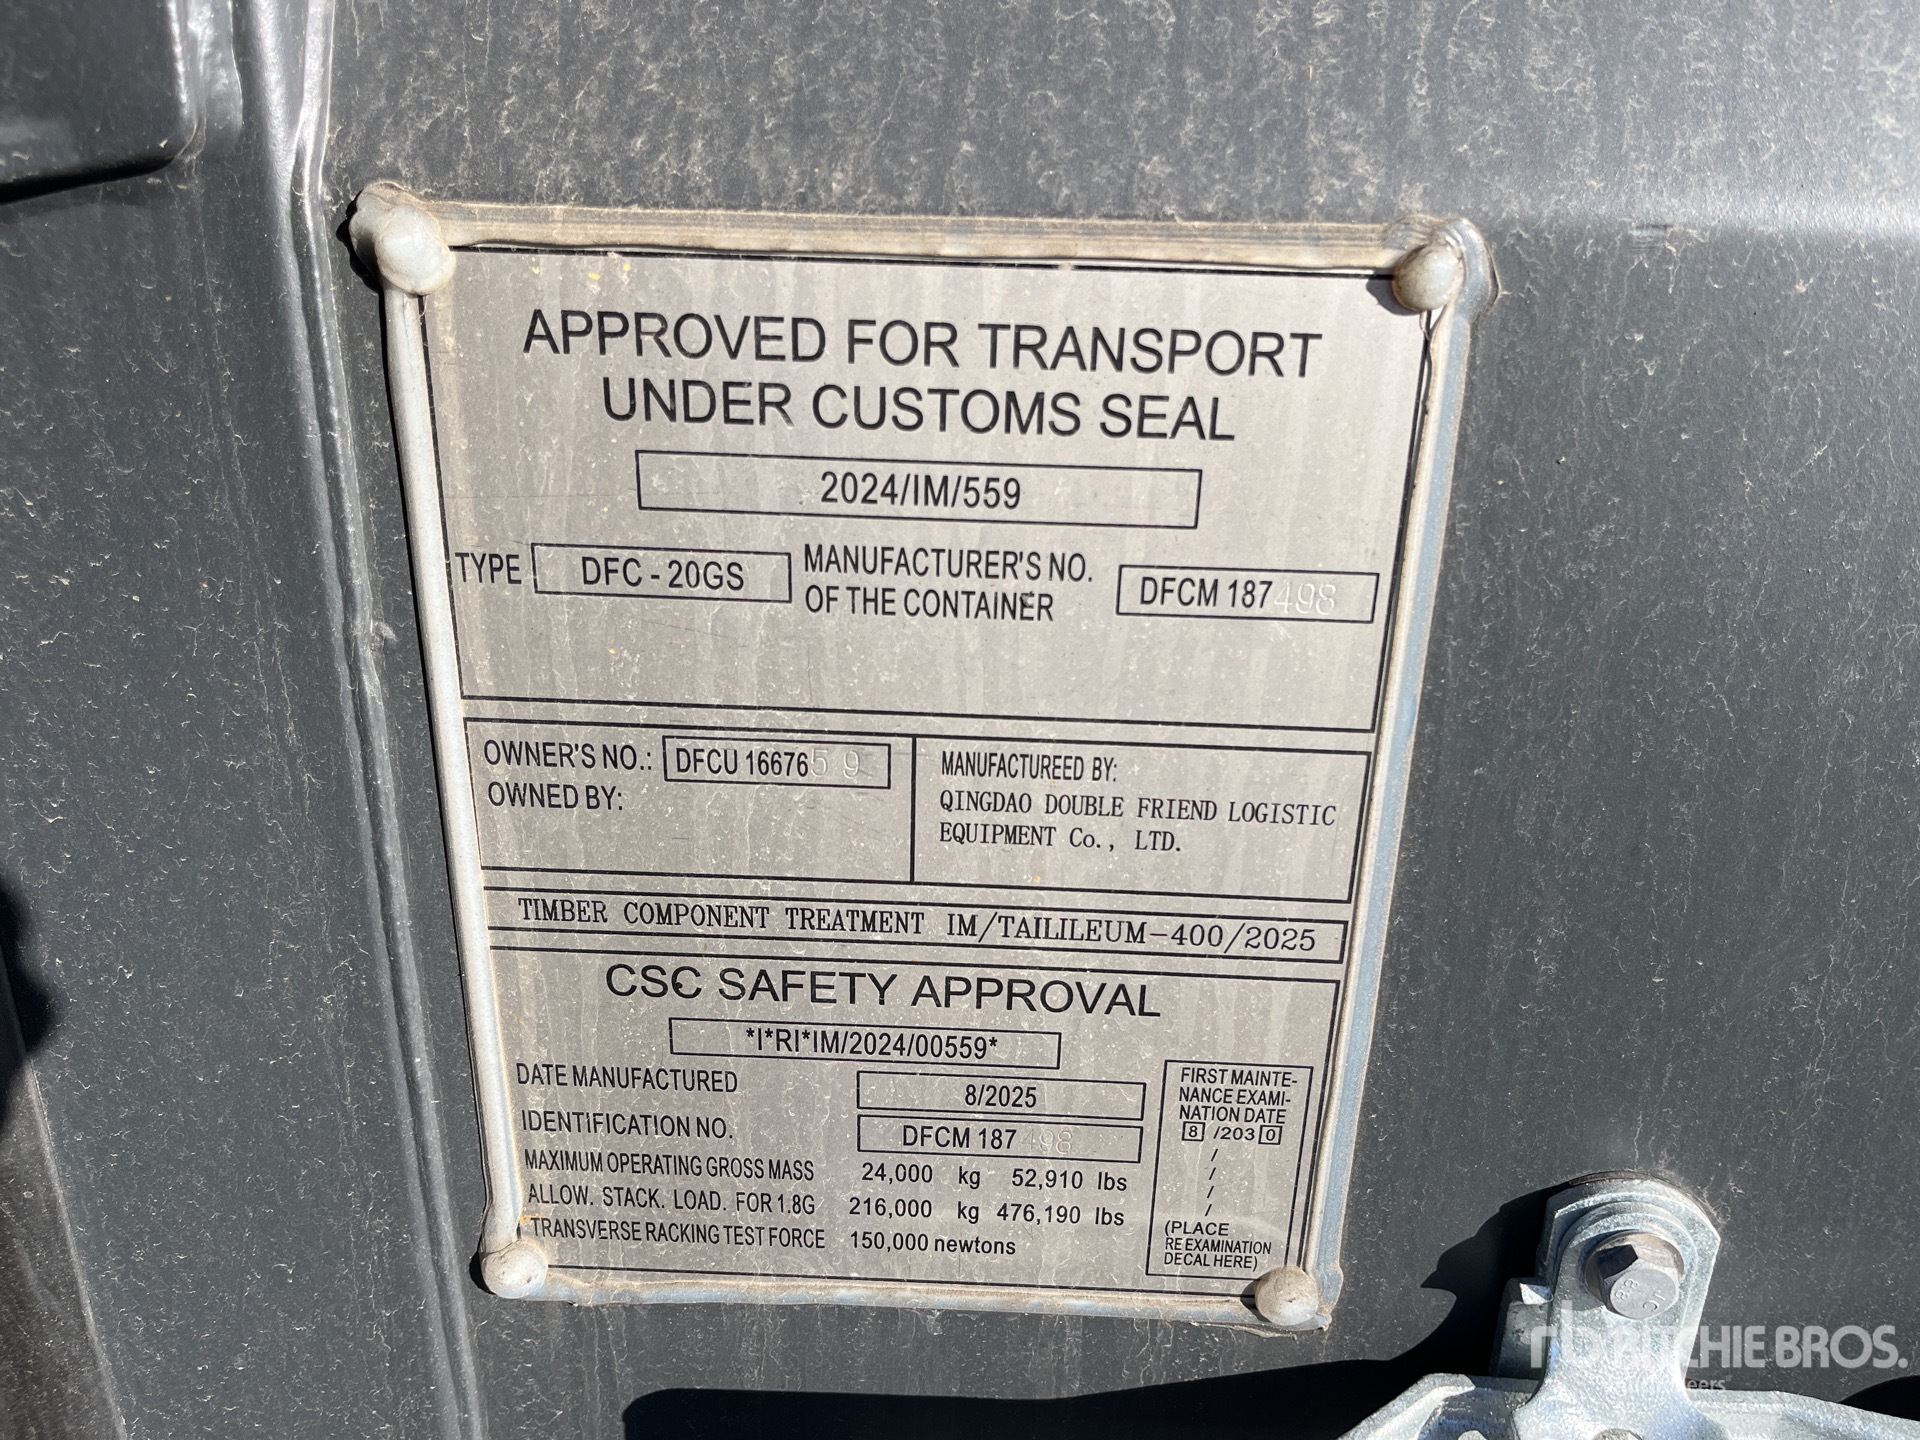 APPROVED FOR TRANSPORT
UNDER CUSTOMS SEAL
2024/IM/559
TYPE DFC - 20GS
MANUFACTURER'S NO.
OF THE CONTAINER
DFCM 187498
OWNER'S NO.: DFCU 1667659
OWNED BY:
MANUFACTUREED BY:
QINGDAO DOUBLE FRIEND LOGISTIC
EQUIPMENT Co., LTD.
TIMBER COMPONENT TREATMENT IM/TAILILEUM-400/2025
CSC SAFETY APPROVAL
*I*RI*IM/2024/00559*
DATE MANUFACTURED 8/2025
IDENTIFICATION NO. DFCM 187498
MAXIMUM OPERATING GROSS MASS 24,000 kg 52,910 lbs
ALLOW. STACK. LOAD. FOR 1.8G 216,000 kg 476,190 lbs
TRANSVERSE RACKING TEST FORCE 150,000 newtons
FIRST MAINTE-
NANCE EXAMI-
NATION DATE
8 /203 0
/
/
/
/
(PLACE
RE EXAMINATION
DECAL HERE)
RITCHIE BROS.